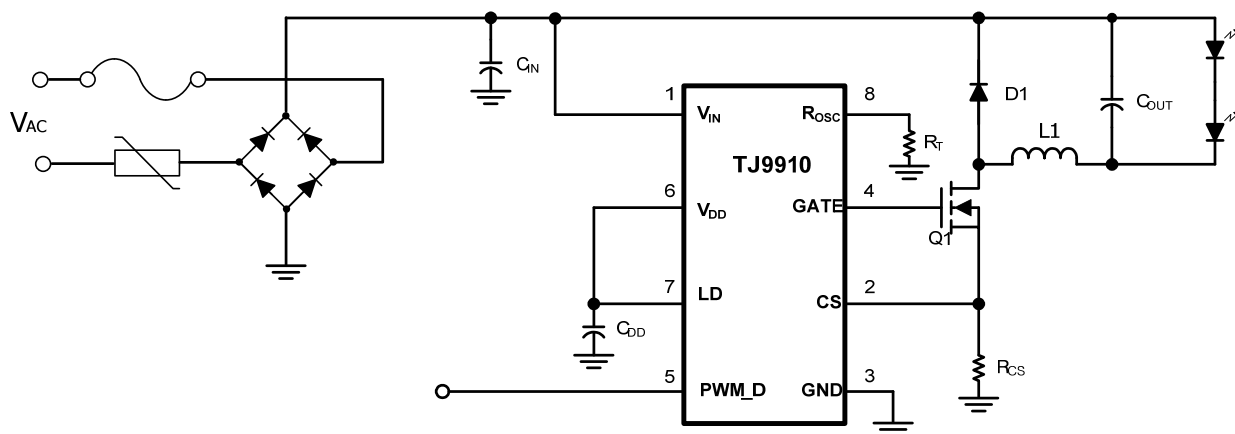 C_IN
1
8
D1
C_OUT
V_IN
R_OSC
V_AC
R_T
L1
TJ9910
6
4
V_DD
GATE
Q1
7
2
LD
CS
C_DD
R_CS
5
3
PWM_D
GND